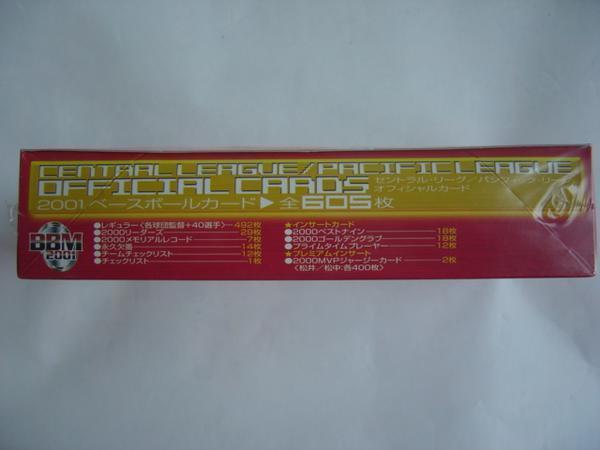 CENTRAL LEAGUE/PACIFIC LEAGUE
OFFICIAL CARDS
セントラル・リーグ/パシフィック・リーグ
オフィシャルカード
2001 ベースボールカード▶全605枚
BBM
2001
●レギュラー〈各球団監督+40選手〉―492枚
●2000リーダーズ―29枚
●2000メモリアルレコード―7枚
●永久欠番―14枚
●チームチェックリスト―12枚
●チェックリスト―1枚
★インサートカード
●2000ベストナイン―18枚
●2000ゴールデングラブ―18枚
●プライムタイムプレーヤー―12枚
★プレミアムインサート
●2000MVPジャージーカード―2枚
〈松井/松中:各400枚〉